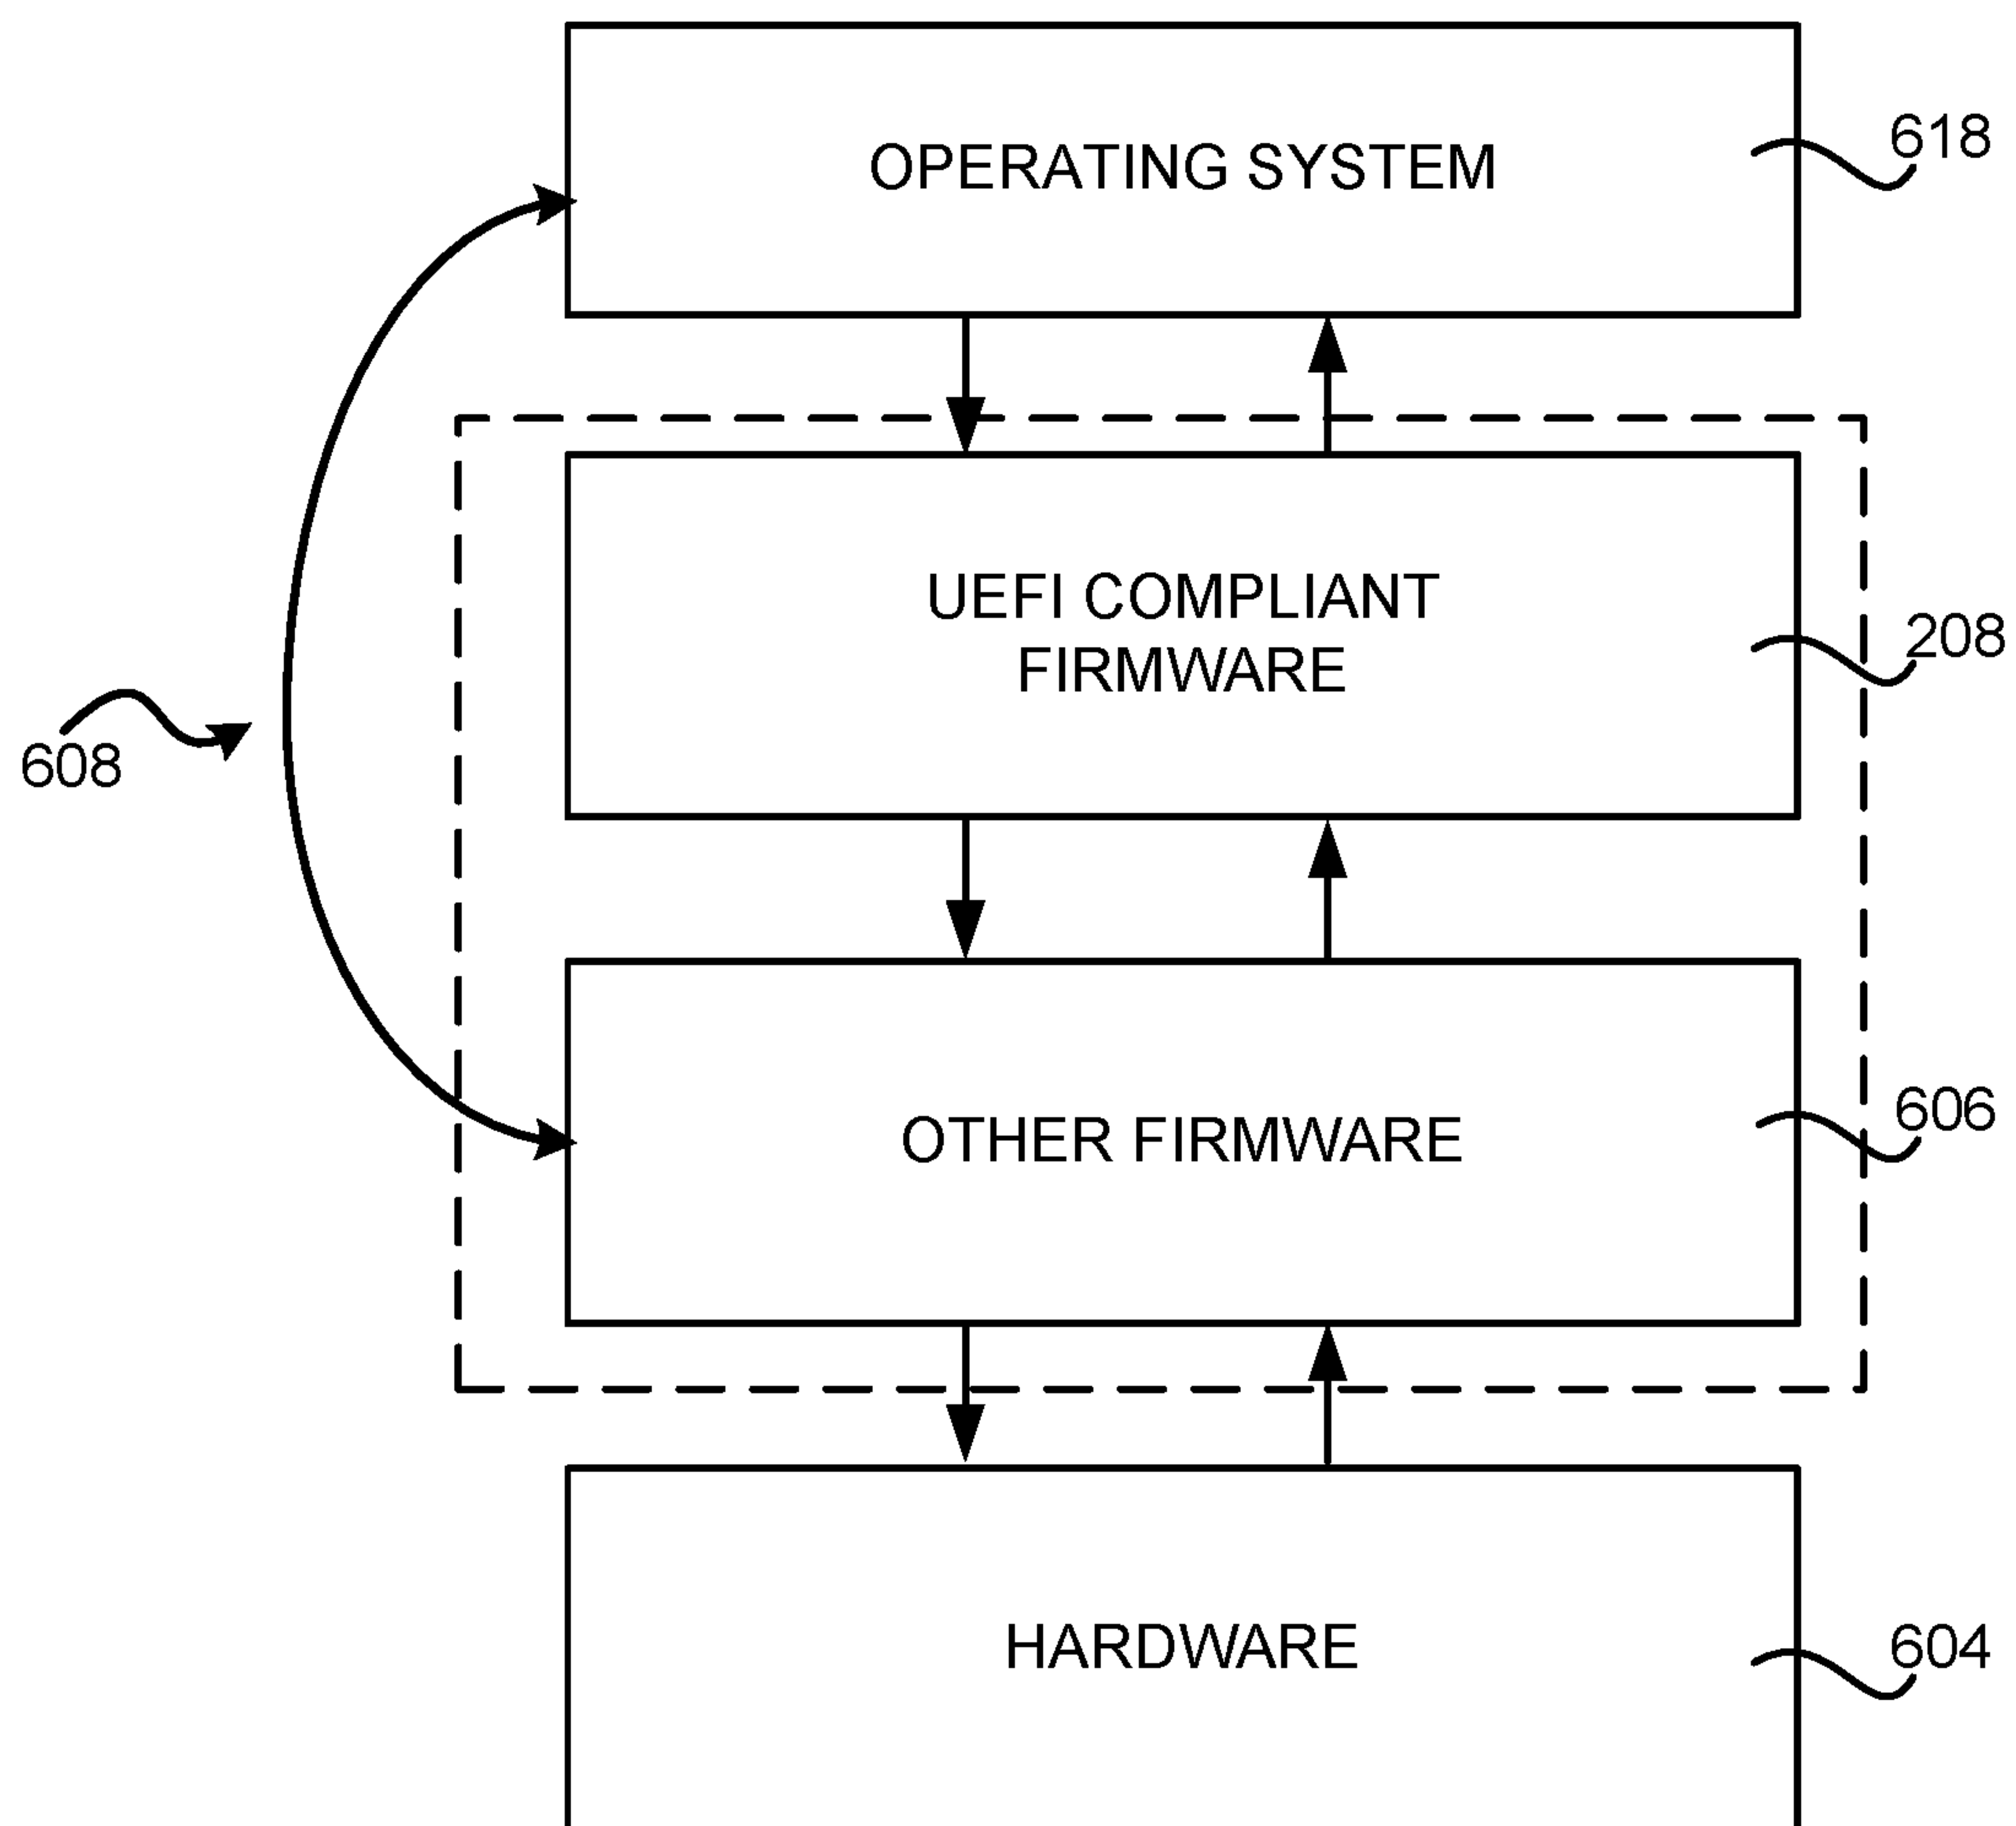 OPERATING SYSTEM
618
UEFI COMPLIANT
FIRMWARE
208
608
OTHER FIRMWARE
606
HARDWARE
604